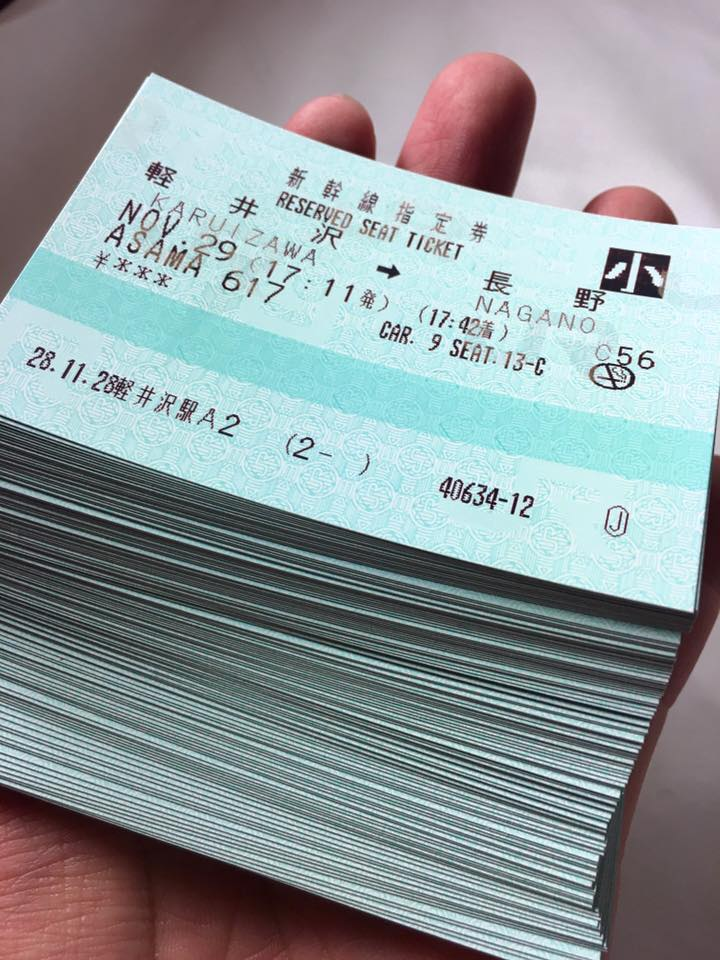 新幹線指定券
RESERVED SEAT TICKET
軽井沢 → 長野
KARUIZAWA NAGANO
小
NOV.29 (17:11発) (17:42着) C56
ASAMA 617 CAR. 9 SEAT.13-C
¥***
28.11.28軽井沢駅A2 (2- ) 40634-12 J